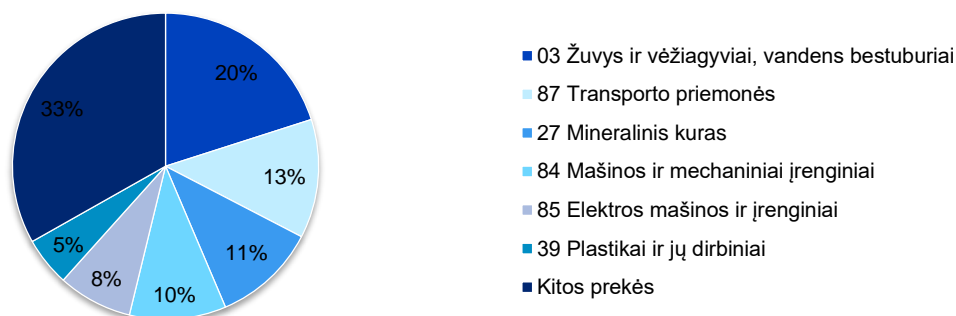 20%
13%
11%
10%
8%
5%
33%
03 Žuvys ir vėžiagyviai, vandens bestuburiai
87 Transporto priemonės
27 Mineralinis kuras
84 Mašinos ir mechaniniai įrenginiai
85 Elektros mašinos ir įrenginiai
39 Plastikai ir jų dirbiniai
Kitos prekės